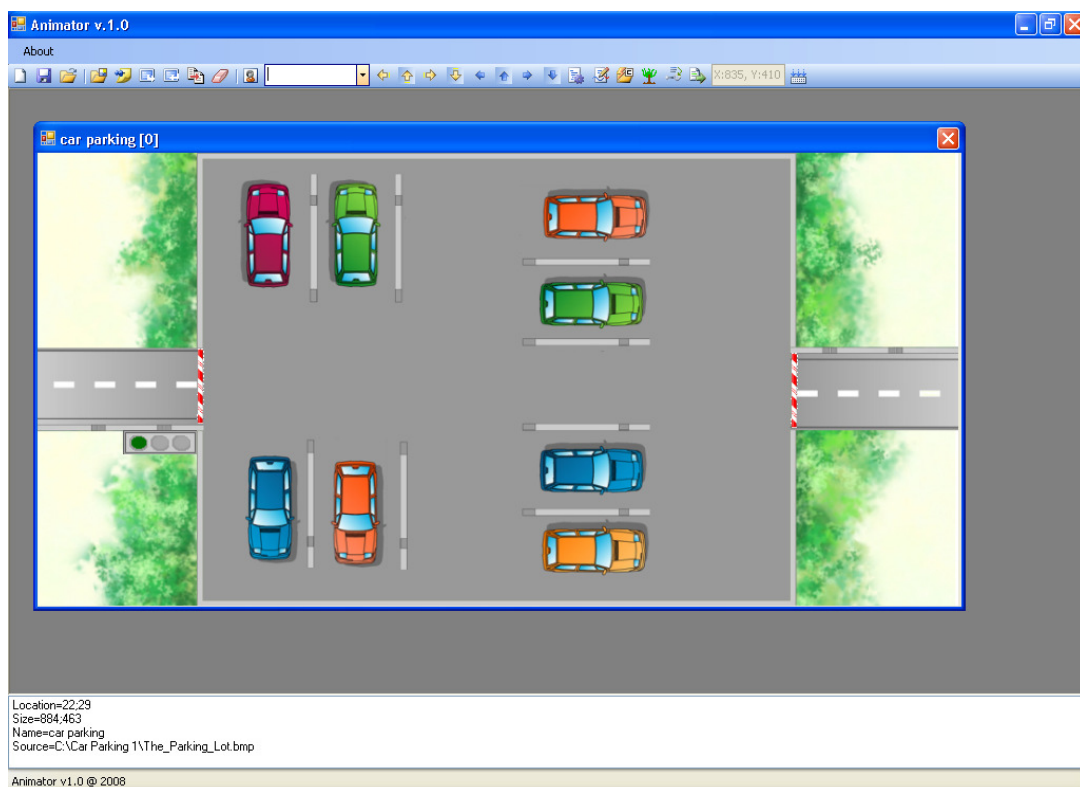 Animator v.1.0
About
X:835, Y:410
car parking [0]
Location=22;29
Size=884;463
Name=car parking
Source=C:\Car Parking 1\The_Parking_Lot.bmp
Animator v1.0 @ 2008